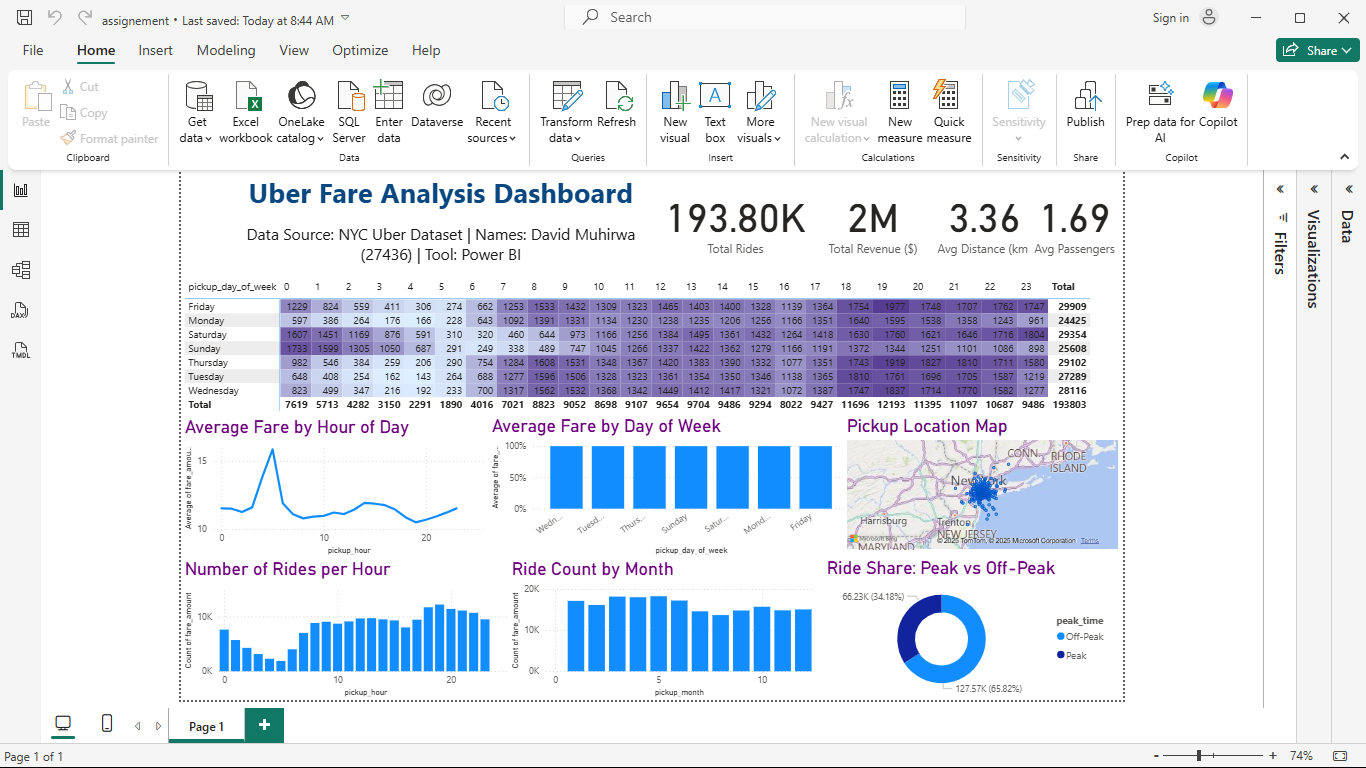 assignement • Last saved: Today at 8:44 AM
Search
Sign in
File
Home
Insert
Modeling
View
Optimize
Help
Share
Paste
Cut
Copy
Format painter
Clipboard
Get data
Excel workbook
OneLake catalog
SQL Server
Enter data
Dataverse
Recent sources
Data
Transform data
Refresh
Queries
New visual
Text box
More visuals
Insert
New visual calculation
New measure
Quick measure
Calculations
Sensitivity
Sensitivity
Publish
Share
Prep data for AI
Copilot
Copilot
DAX
TMDL
Uber Fare Analysis Dashboard
Data Source: NYC Uber Dataset | Names: David Muhirwa
(27436) | Tool: Power BI
193.80K
Total Rides
2M
Total Revenue ($)
3.36
Avg Distance (km
1.69
Avg Passengers
Filters
Visualizations
Data
pickup_day_of_week 0 1 2 3 4 5 6 7 8 9 10 11 12 13 14 15 16 17 18 19 20 21 22 23 Total
Friday 1229 824 559 411 306 274 662 1253 1533 1432 1309 1323 1465 1403 1400 1328 1139 1364 1754 1977 1748 1707 1762 1747 29909
Monday 597 386 264 176 166 228 643 1092 1391 1331 1134 1230 1238 1235 1206 1256 1166 1351 1640 1595 1538 1358 1243 961 24425
Saturday 1607 1451 1169 876 591 310 320 460 644 973 1166 1256 1384 1495 1361 1432 1264 1418 1630 1760 1621 1646 1716 1804 29354
Sunday 1733 1599 1305 1050 687 291 249 338 489 747 1045 1266 1337 1422 1362 1279 1166 1191 1372 1344 1251 1101 1086 898 25608
Thursday 982 546 384 259 206 290 754 1284 1608 1531 1348 1367 1420 1383 1390 1332 1077 1351 1743 1919 1827 1810 1711 1580 29102
Tuesday 648 408 254 162 143 264 688 1277 1596 1506 1328 1323 1361 1354 1350 1346 1138 1365 1810 1761 1696 1705 1587 1219 27289
Wednesday 823 499 347 216 192 233 700 1317 1562 1532 1368 1342 1449 1412 1417 1321 1072 1387 1747 1837 1714 1770 1582 1277 28116
Total 7619 5713 4282 3150 2291 1890 4016 7021 8823 9052 8698 9107 9654 9704 9486 9294 8022 9427 11696 12193 11395 11097 10687 9486 193803
Average Fare by Hour of Day
Average of fare_amou...
15
10
0 10 20
pickup_hour
Average Fare by Day of Week
Average of fare_...
100%
50%
0%
Wedn... Tuesd... Thurs... Sunday Satur... Mond... Friday
pickup_day_of_week
Pickup Location Map
CONN.
RHODE ISLAND
New York
Harrisburg
Trenton
NEW JERSEY
MARYLAND
Microsoft Bing
© 2025 TomTom, © 2025 Microsoft Corporation Terms
Number of Rides per Hour
Count of fare_amount
10K
0K
0 10 20
pickup_hour
Ride Count by Month
Count of fare_amount
20K
10K
0K
0 5 10
pickup_month
Ride Share: Peak vs Off-Peak
66.23K (34.18%)
127.57K (65.82%)
peak_time
Off-Peak
Peak
Page 1
+
Page 1 of 1
- + 74%